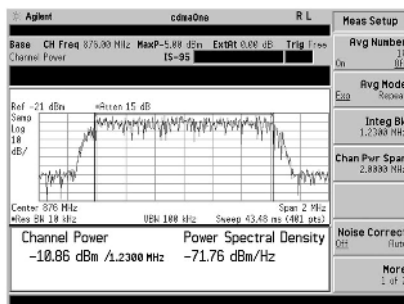 Agilent cdmaOne R L
Base CH Freq 876.00 MHz MaxP-5.00 dBm ExtAt 0.00 dB Trig Free
Channel Power IS-95
Ref -21 dBm #Atten 15 dB
Samp
Log
10
dB/
Center 876 MHz Span 2 MHz
#Res BW 10 kHz VBW 100 kHz Sweep 43.48 ms (401 pts)
Channel Power Power Spectral Density
-10.86 dBm /1.2300 MHz -71.76 dBm/Hz
Meas Setup
Avg Number
On
Avg Mode
Exp Repea
Integ BW
1.2300 MHz
Chan Pwr Span
2.0000 MHz
Noise Correct
Off Auto
More
1 of